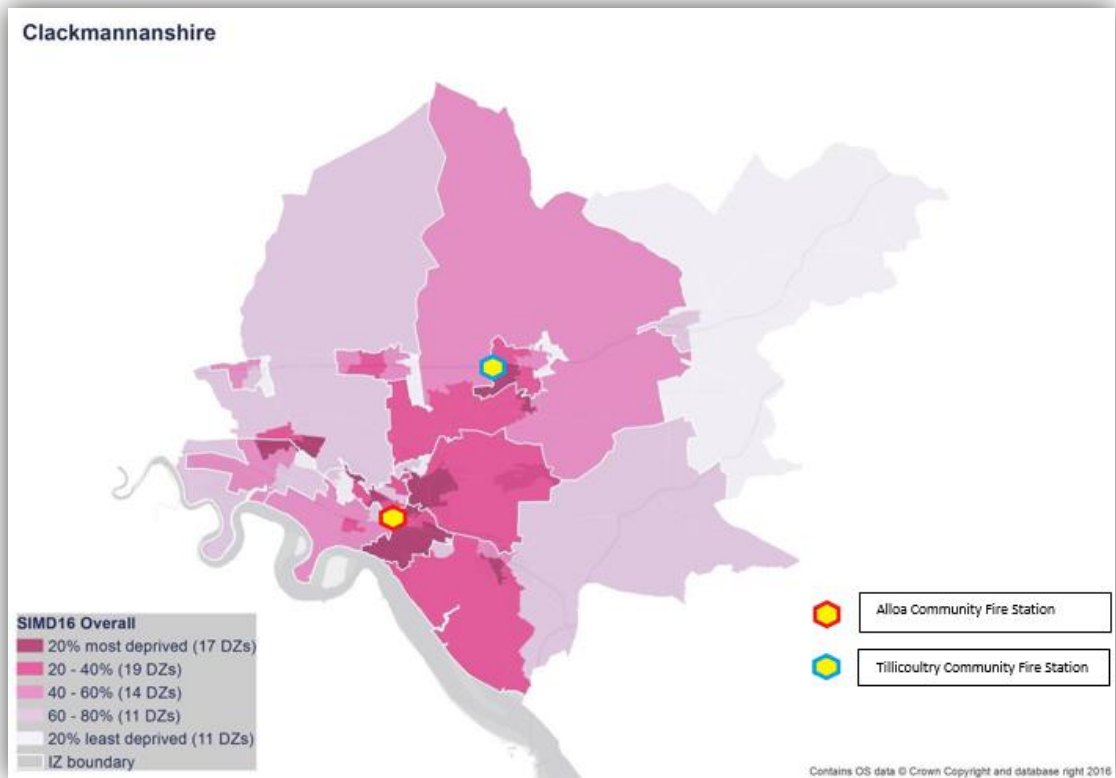 Clackmannanshire
SIMD16 Overall
20% most deprived (17 DZs)
20 - 40% (19 DZs)
40 - 60% (14 DZs)
60 - 80% (11 DZs)
20% least deprived (11 DZs)
IZ boundary
Alloa Community Fire Station
Tillicoultry Community Fire Station
Contains OS data © Crown Copyright and database right 2016